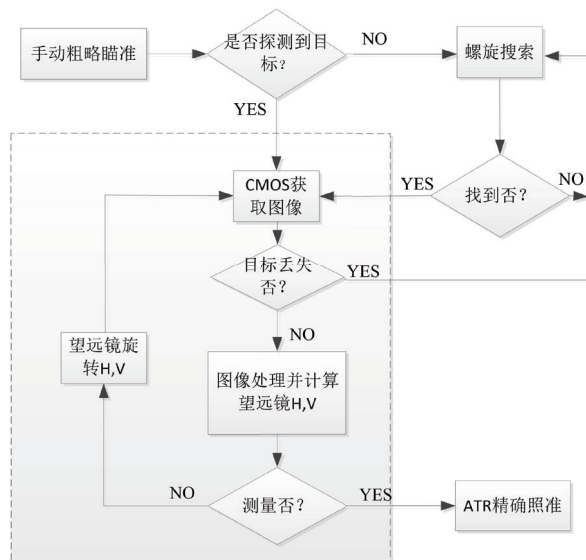 手动粗略瞄准
是否探测到目
标？
NO
螺旋搜索
YES
CMOS获
取图像
YES
找到否？
NO
目标丢失
否？
YES
NO
望远镜旋
转H,V
图像处理并计算
望远镜H,V
NO
测量否？
YES
ATR精确照准